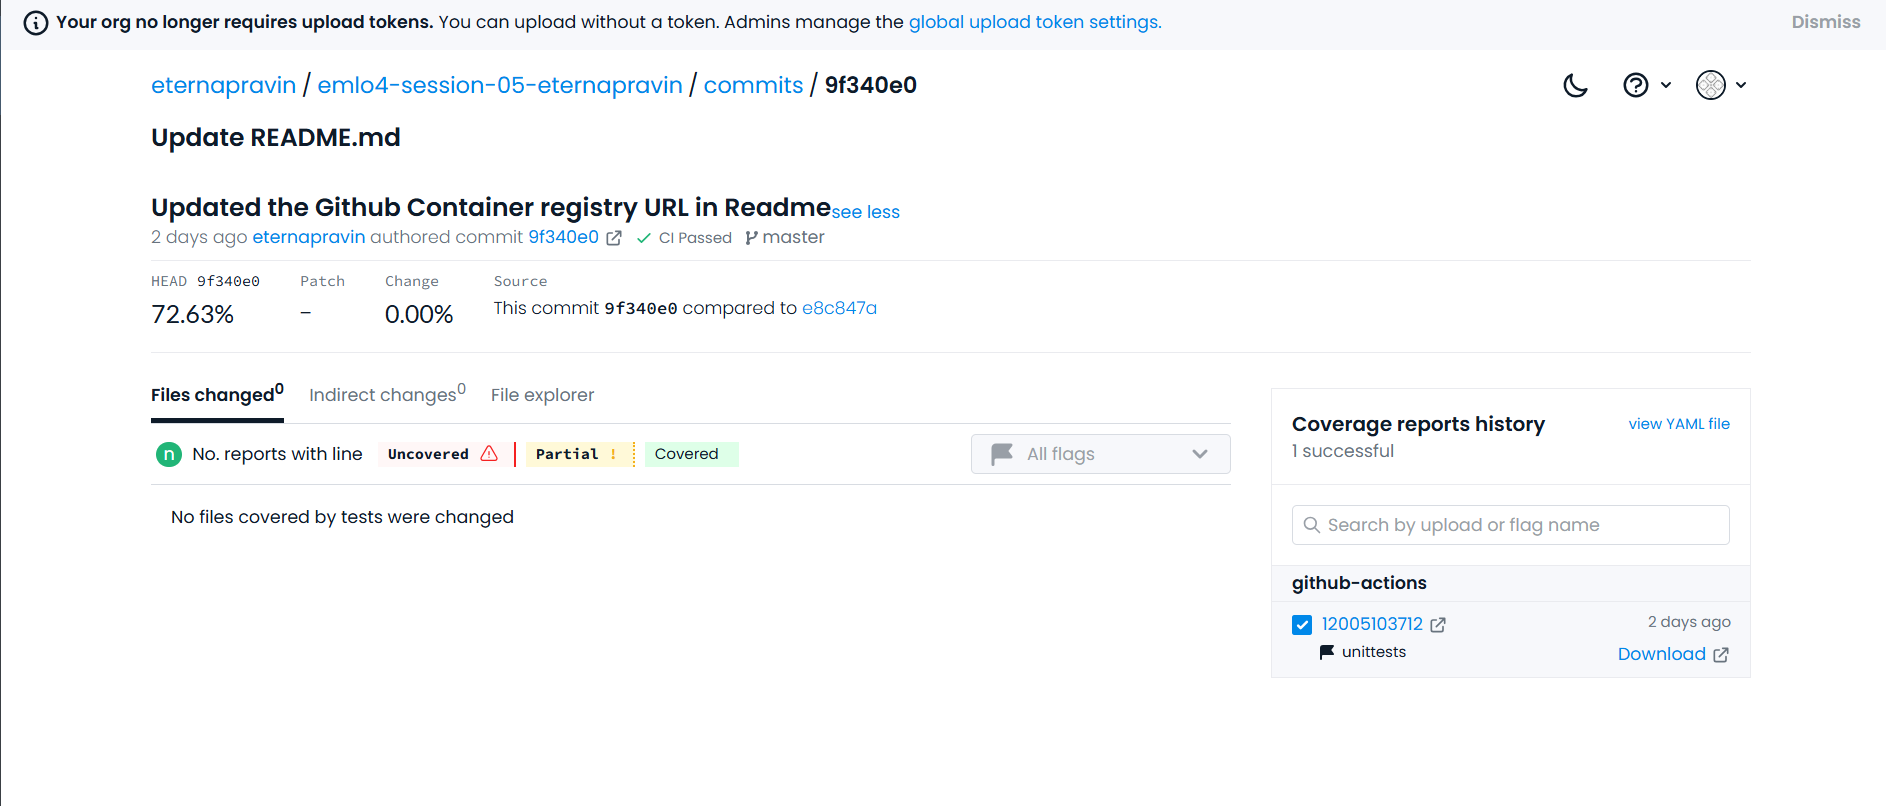 Your org no longer requires upload tokens. You can upload without a token. Admins manage the global upload token settings.
Dismiss
eternapravin / emlo4-session-05-eternapravin / commits / 9f340e0
Update README.md
Updated the Github Container registry URL in Readmesee less
2 days ago eternapravin authored commit 9f340e0 CI Passed master
HEAD 9f340e0 Patch Change Source
72.63% – 0.00% This commit 9f340e0 compared to e8c847a
Files changed0 Indirect changes0 File explorer
n No. reports with line Uncovered Partial ! Covered
All flags
No files covered by tests were changed
Coverage reports history view YAML file
1 successful
Search by upload or flag name
github-actions
12005103712 2 days ago
unittests Download